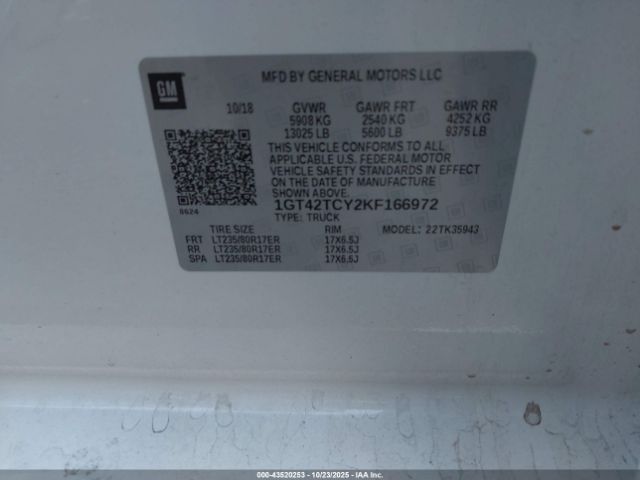 GM
MFD BY GENERAL MOTORS LLC
10/18 GVWR GAWR FRT GAWR RR
5908 KG 2540 KG 4252 KG
13025 LB 5600 LB 9375 LB
THIS VEHICLE CONFORMS TO ALL
APPLICABLE U.S. FEDERAL MOTOR
VEHICLE SAFETY STANDARDS IN EFFECT
ON THE DATE OF MANUFACTURE
SHOWN ABOVE.
0624
1GT42TCY2KF166972
TYPE: TRUCK MODEL: 22TK35943
TIRE SIZE RIM
FRT LT235/80R17ER 17X6.5J
RR LT235/80R17ER 17X6.5J
SPA LT235/80R17ER 17X6.5J
000-43520253 - 10/23/2025 - IAAI.COM